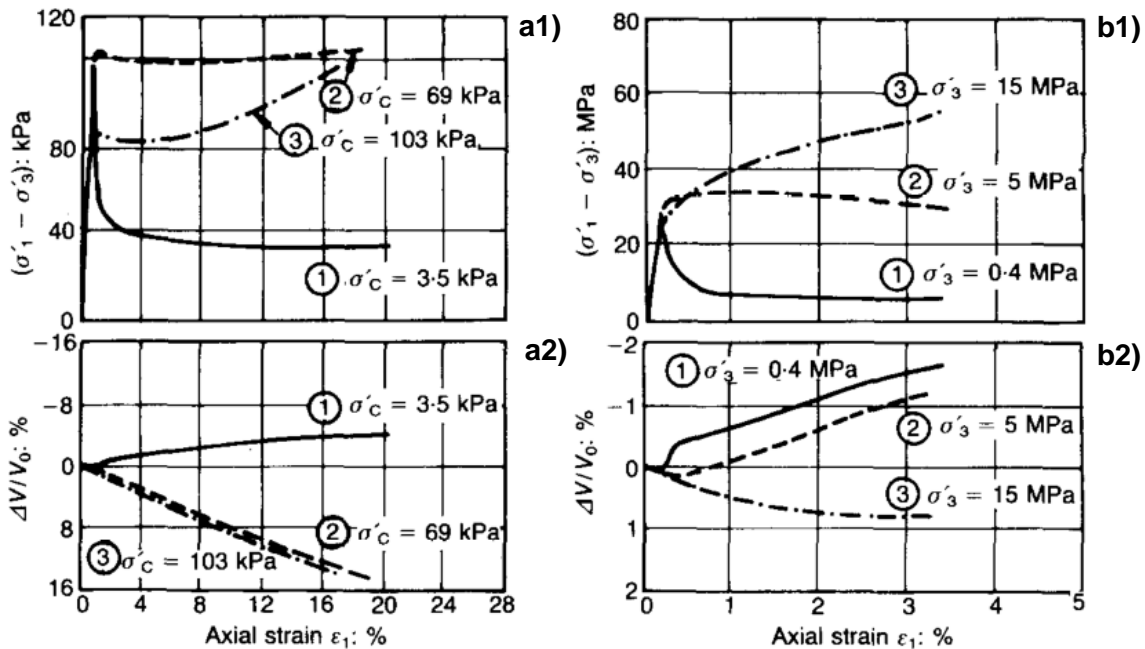 a1)
120
80
40
0
(σ′₁ − σ′₃): kPa
② σ′C = 69 kPa
③ σ′C = 103 kPa
① σ′C = 3·5 kPa
a2)
−16
−8
0
8
16
ΔV/V₀: %
① σ′C = 3·5 kPa
② σ′C = 69 kPa
③ σ′C = 103 kPa
0 4 8 12 16 20 24 28
Axial strain ε₁: %
b1)
80
60
40
20
0
(σ′₁ − σ′₃): MPa
③ σ′₃ = 15 MPa
② σ′₃ = 5 MPa
① σ′₃ = 0·4 MPa
b2)
−2
−1
0
1
2
ΔV/V₀: %
① σ′₃ = 0·4 MPa
② σ′₃ = 5 MPa
③ σ′₃ = 15 MPa
0 1 2 3 4 5
Axial strain ε₁: %